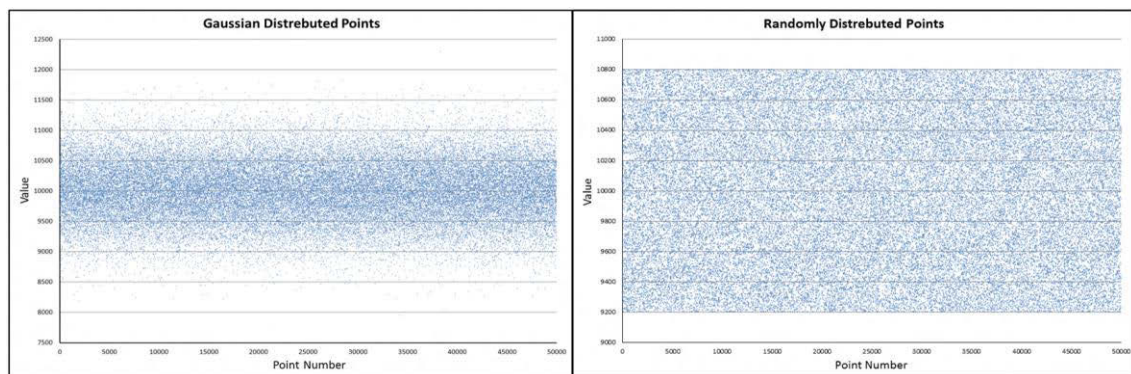 Gaussian Distrebuted Points
12500
12000
11500
11000
10500
10000
9500
9000
8500
8000
7500
Value
0 5000 10000 15000 20000 25000 30000 35000 40000 45000 50000
Point Number
Randomly Distrebuted Points
11000
10800
10600
10400
10200
10000
9800
9600
9400
9200
9000
Value
0 5000 10000 15000 20000 25000 30000 35000 40000 45000 50000
Point Number